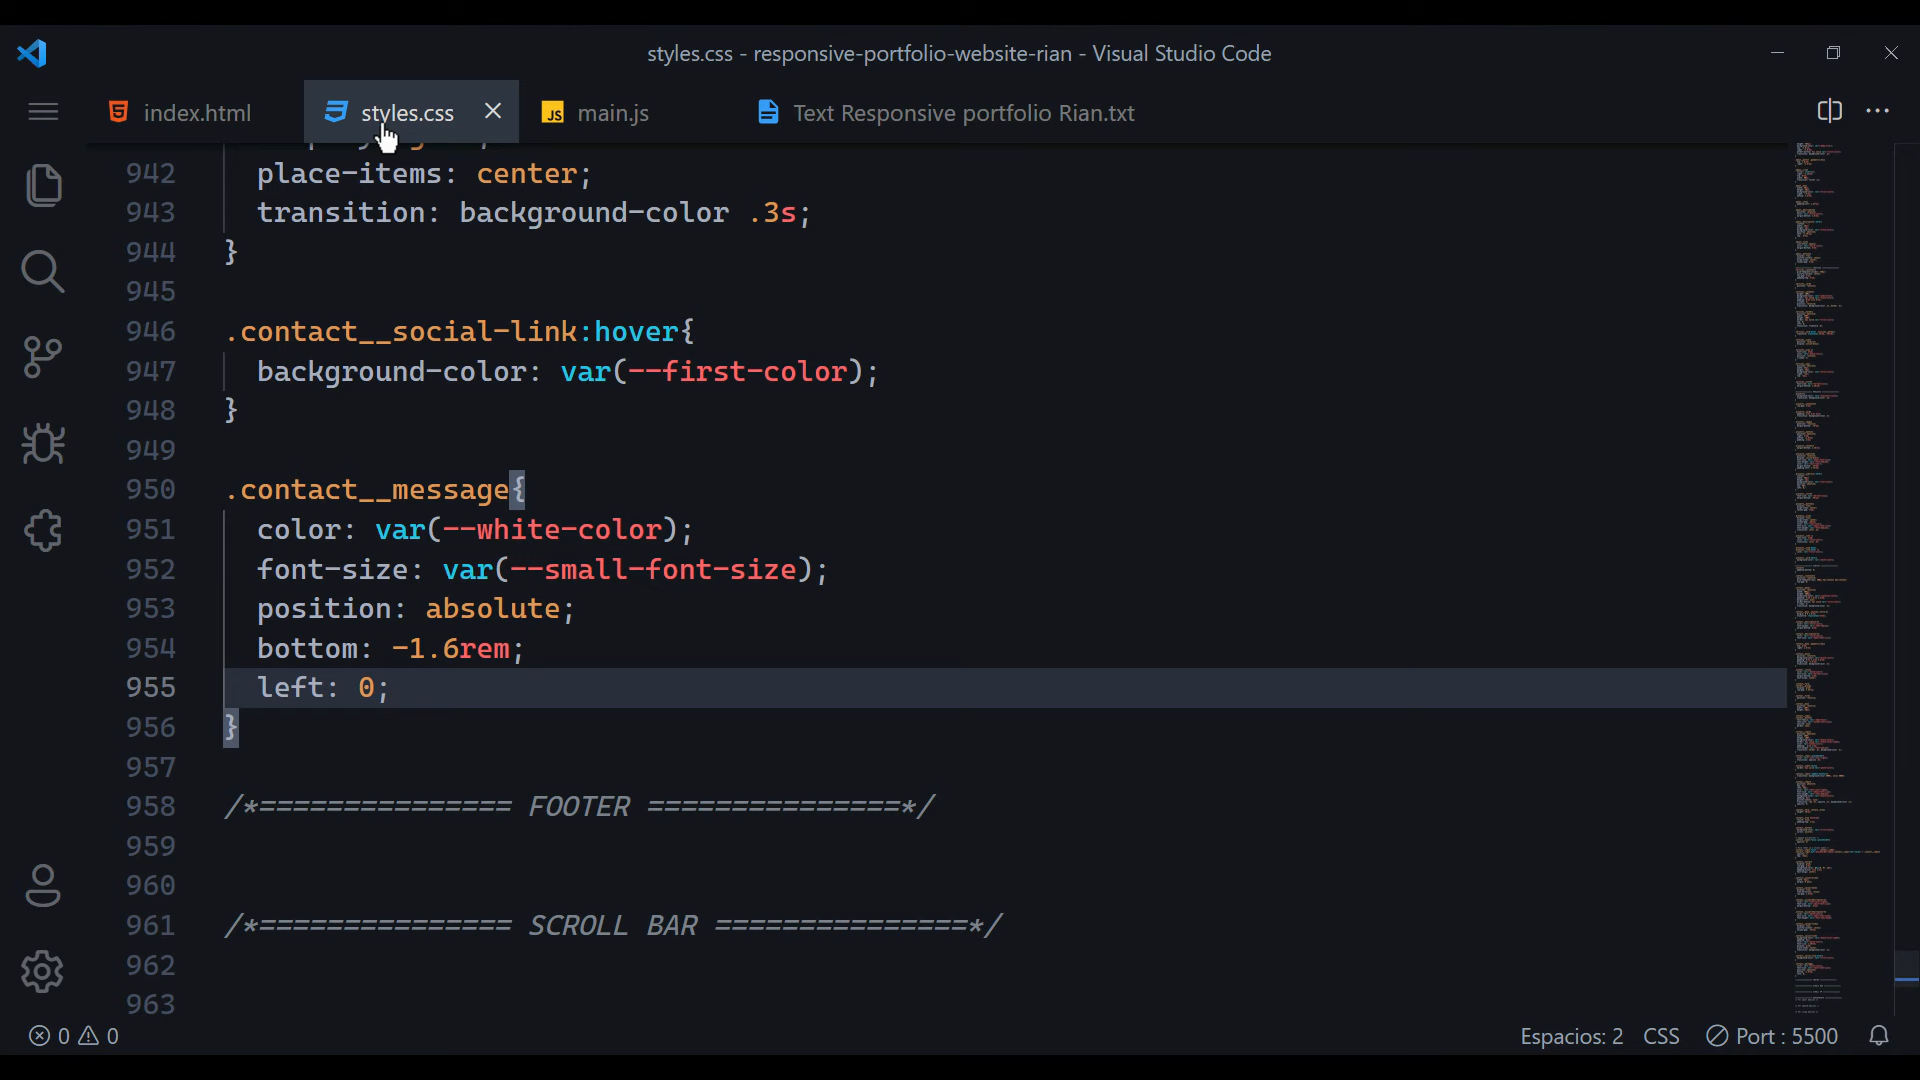 styles.css - responsive-portfolio-website-rian - Visual Studio Code
index.html
styles.css
JS main.js
Text Responsive portfolio Rian.txt
942 place-items: center;
943 transition: background-color .3s;
944 }
945
946 .contact__social-link:hover{
947 background-color: var(--first-color);
948 }
949
950 .contact__message{
951 color: var(--white-color);
952 font-size: var(--small-font-size);
953 position: absolute;
954 bottom: -1.6rem;
955 left: 0;
956 }
957
958 /*=============== FOOTER ===============*/
959
960
961 /*=============== SCROLL BAR ===============*/
962
963
0 0 Espacios: 2 CSS Port : 5500